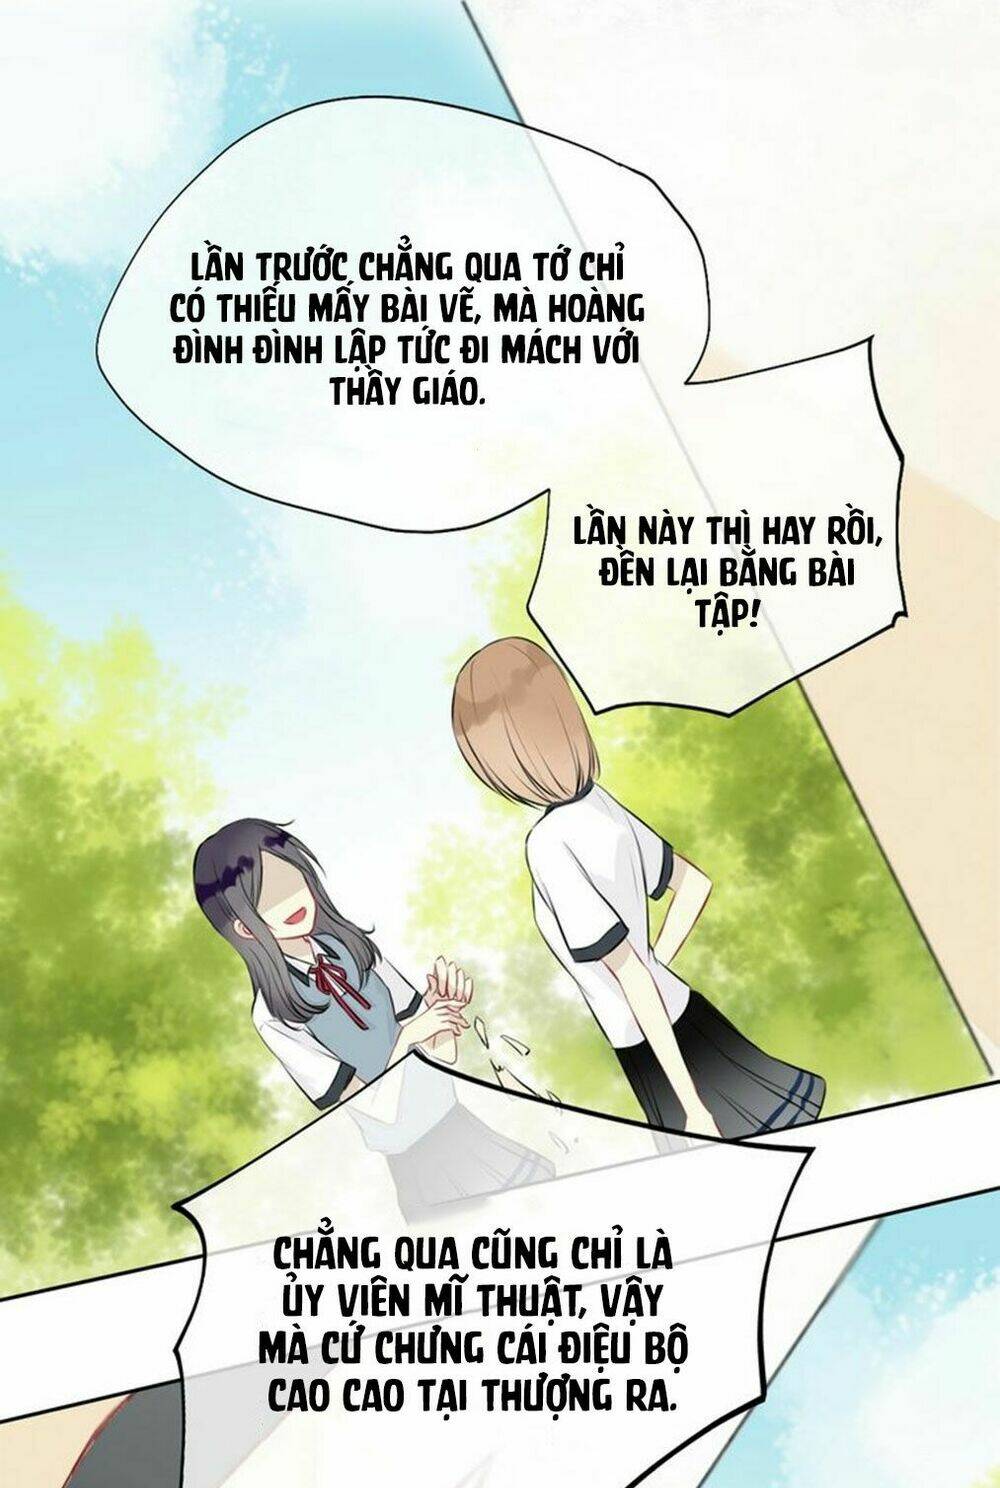 LẦN TRƯỚC CHẲNG QUA TỚ CHỈ
CÓ THIẾU MẤY BÀI VẼ, MÀ HOÀNG
ĐÌNH ĐÌNH LẬP TỨC ĐI MÁCH VỚI
THẦY GIÁO.
LẦN NÀY THÌ HAY RỒI,
ĐỀN LẠI BẰNG BÀI
TẬP!
CHẲNG QUA CŨNG CHỈ LÀ
ỦY VIÊN MĨ THUẬT, VẬY
MÀ CỨ CHƯNG CÁI ĐIỆU BỘ
CAO CAO TẠI THƯỢNG RA.